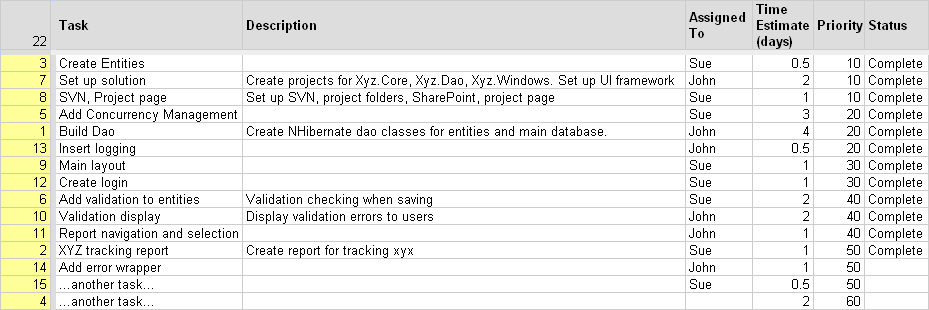 22 Task Description Assigned To Time Estimate (days) Priority Status
3 Create Entities Sue 0.5 10 Complete
7 Set up solution Create projects for Xyz.Core, Xyz.Dao, Xyz.Windows. Set up UI framework John 2 10 Complete
8 SVN, Project page Set up SVN, project folders, SharePoint, project page Sue 1 10 Complete
5 Add Concurrency Management Sue 3 20 Complete
1 Build Dao Create NHibernate dao classes for entities and main database. John 4 20 Complete
13 Insert logging John 0.5 20 Complete
9 Main layout Sue 1 30 Complete
12 Create login Sue 1 30 Complete
6 Add validation to entities Validation checking when saving Sue 2 40 Complete
10 Validation display Display validation errors to users John 2 40 Complete
11 Report navigation and selection John 1 40 Complete
2 XYZ tracking report Create report for tracking xyx Sue 1 50 Complete
14 Add error wrapper John 1 50
15 ...another task... Sue 0.5 50
4 ...another task... 2 60